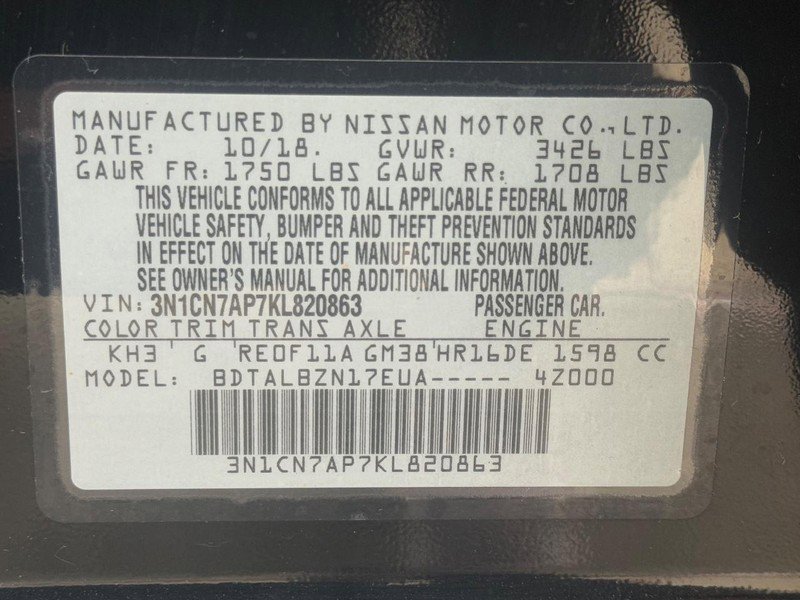 MANUFACTURED BY NISSAN MOTOR CO., LTD.
DATE: 10/18. GVWR: 3426 LBS
GAWR FR: 1750 LBS GAWR RR: 1708 LBS
THIS VEHICLE CONFORMS TO ALL APPLICABLE FEDERAL MOTOR
VEHICLE SAFETY, BUMPER AND THEFT PREVENTION STANDARDS
IN EFFECT ON THE DATE OF MANUFACTURE SHOWN ABOVE.
SEE OWNER'S MANUAL FOR ADDITIONAL INFORMATION.
VIN: 3N1CN7AP7KL820863 PASSENGER CAR.
COLOR TRIM TRANS AXLE ENGINE
KH3 ' G 'RE0F11A GM38'HR16DE 1598 CC
MODEL: BDTALBZN17EUA----- 4Z000
3N1CN7AP7KL820863